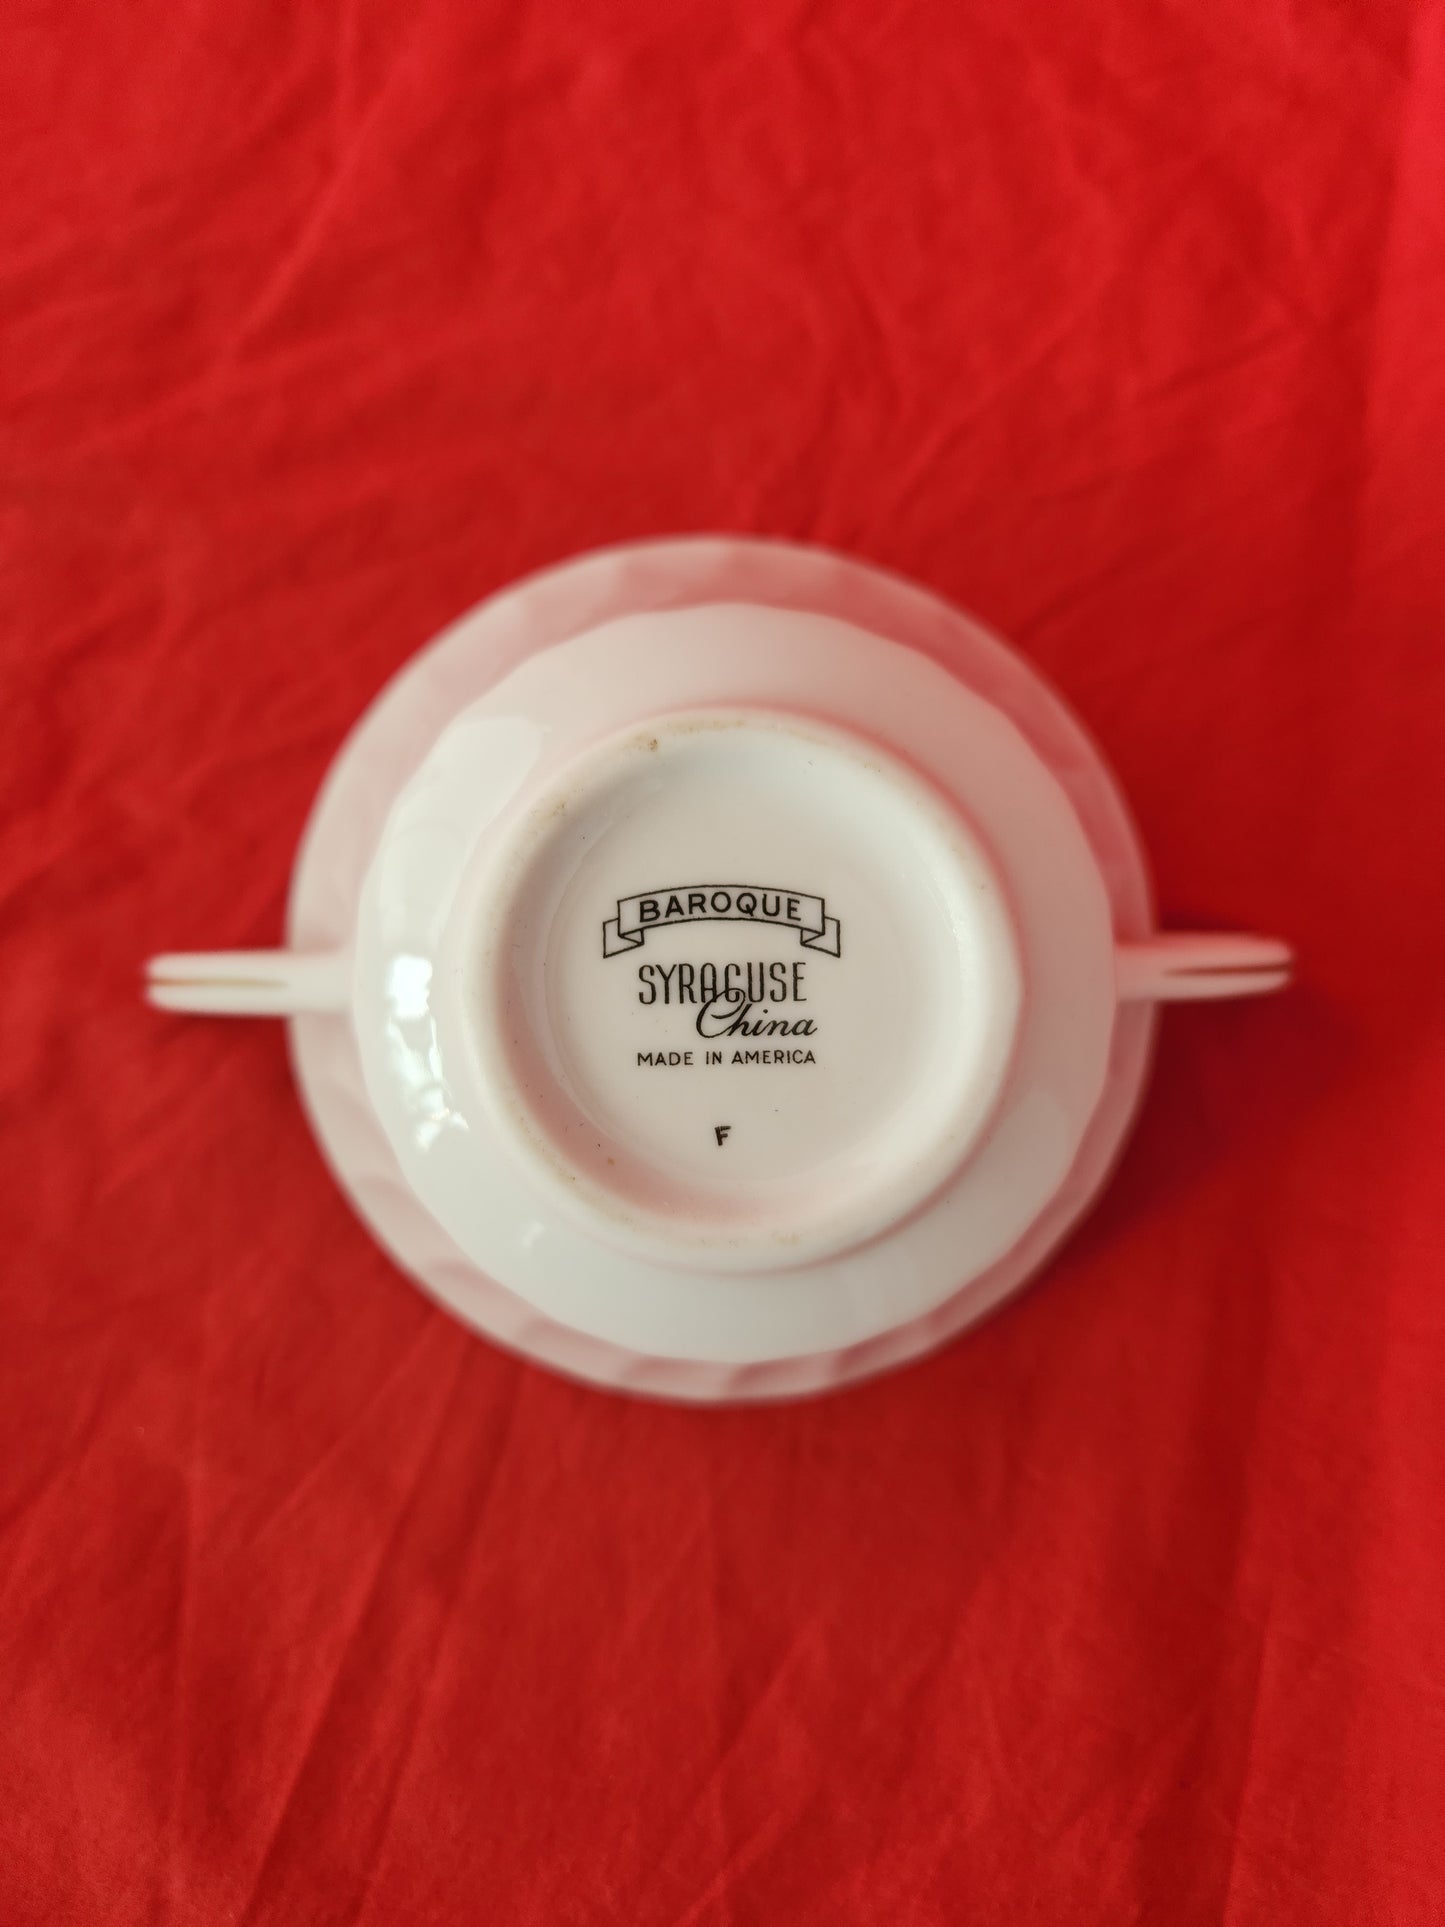 BAROQUE
SYRACUSE
China
MADE IN AMERICA
F